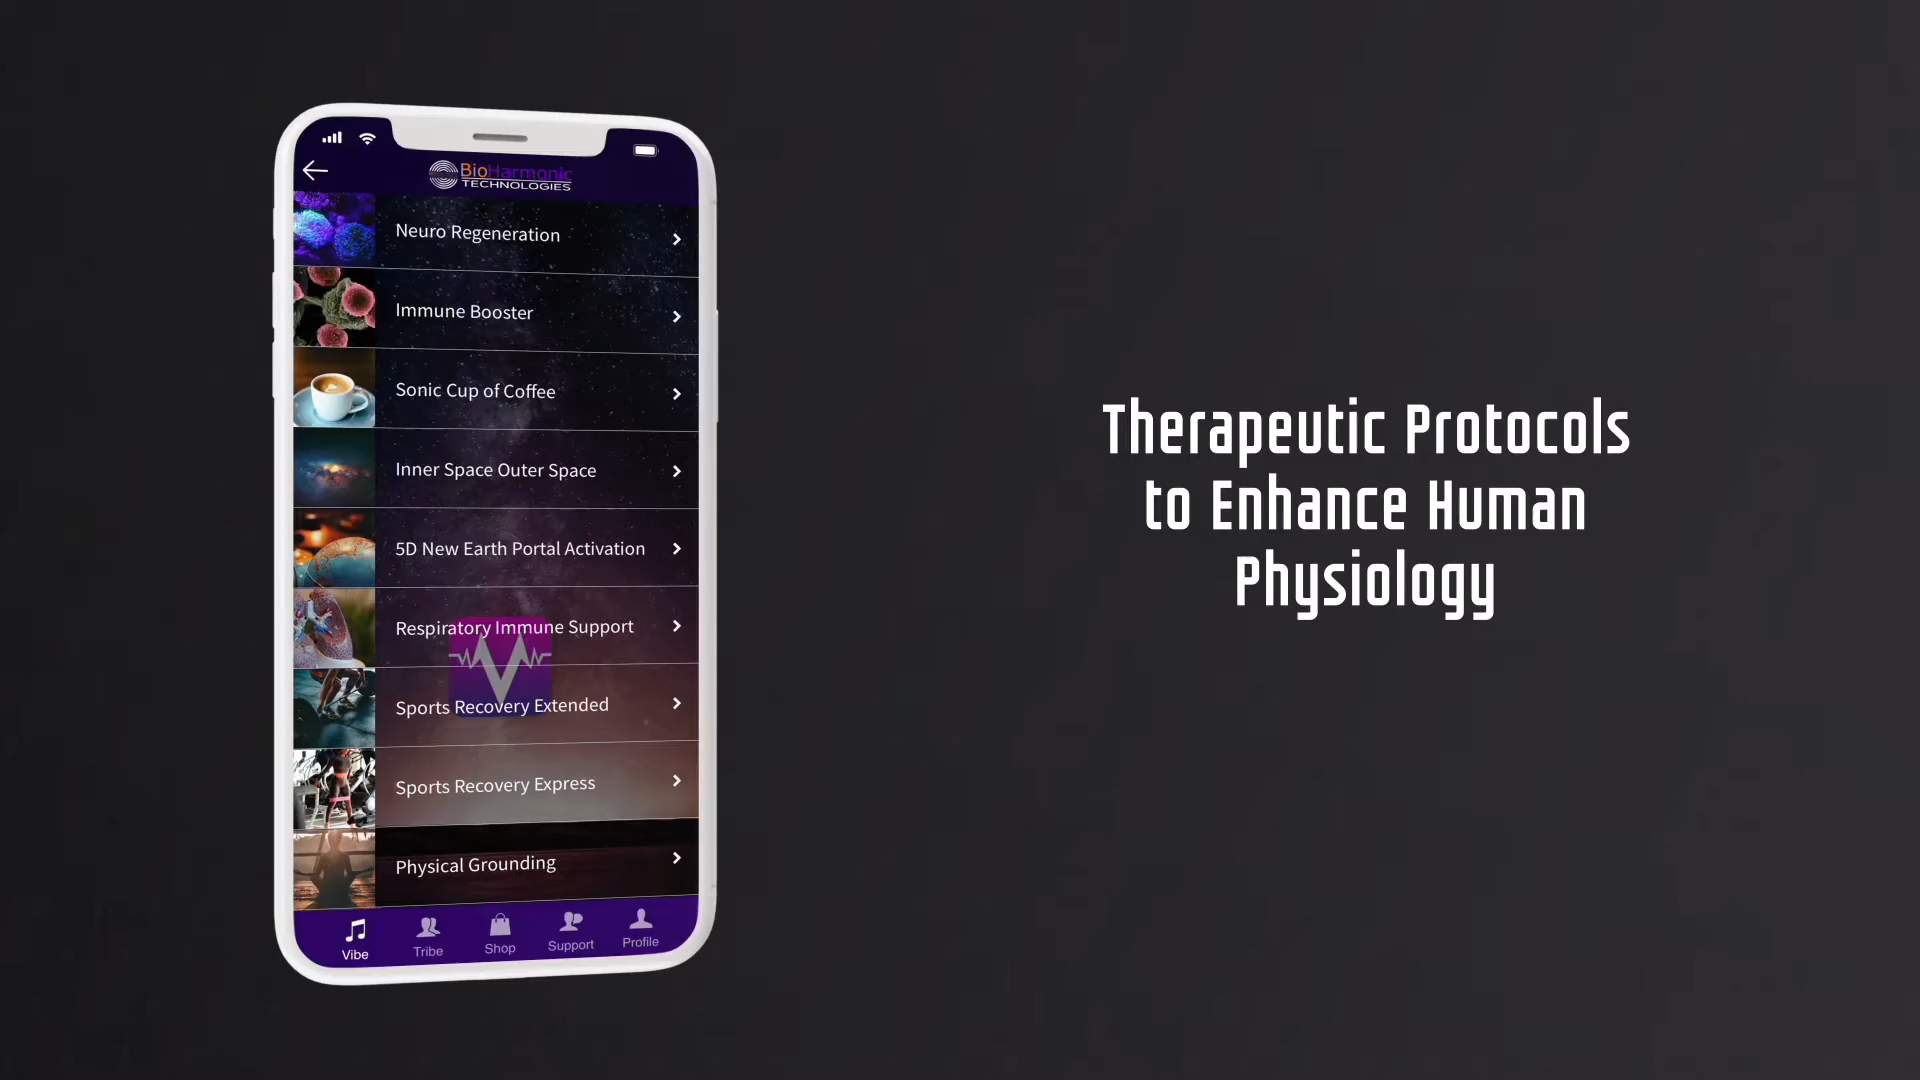 BioHarmonic
TECHNOLOGIES
Neuro Regeneration
Immune Booster
Sonic Cup of Coffee
Inner Space Outer Space
5D New Earth Portal Activation
Respiratory Immune Support
Sports Recovery Extended
Sports Recovery Express
Physical Grounding
Vibe
Tribe
Shop
Support
Profile
Therapeutic Protocols
to Enhance Human
Physiology